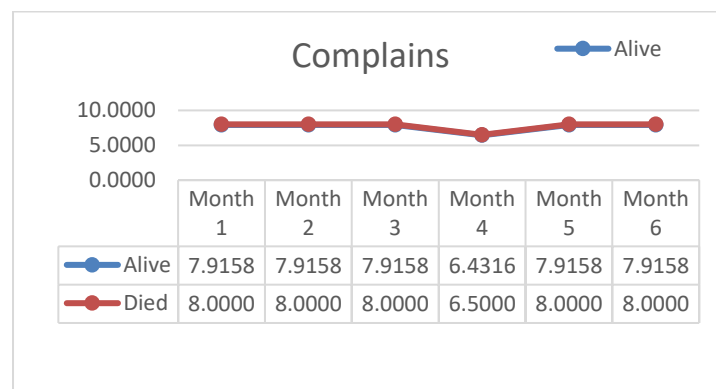 Complains
Alive
10.0000
5.0000
0.0000
Month 1 Month 2 Month 3 Month 4 Month 5 Month 6
Alive 7.9158 7.9158 7.9158 6.4316 7.9158 7.9158
Died 8.0000 8.0000 8.0000 6.5000 8.0000 8.0000